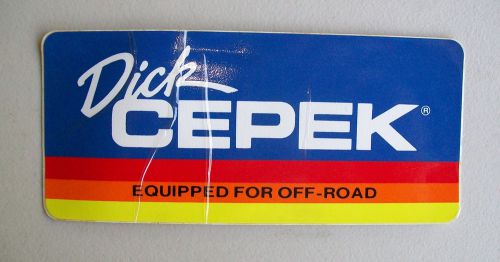 Dick
CEPEK®
EQUIPPED FOR OFF-ROAD